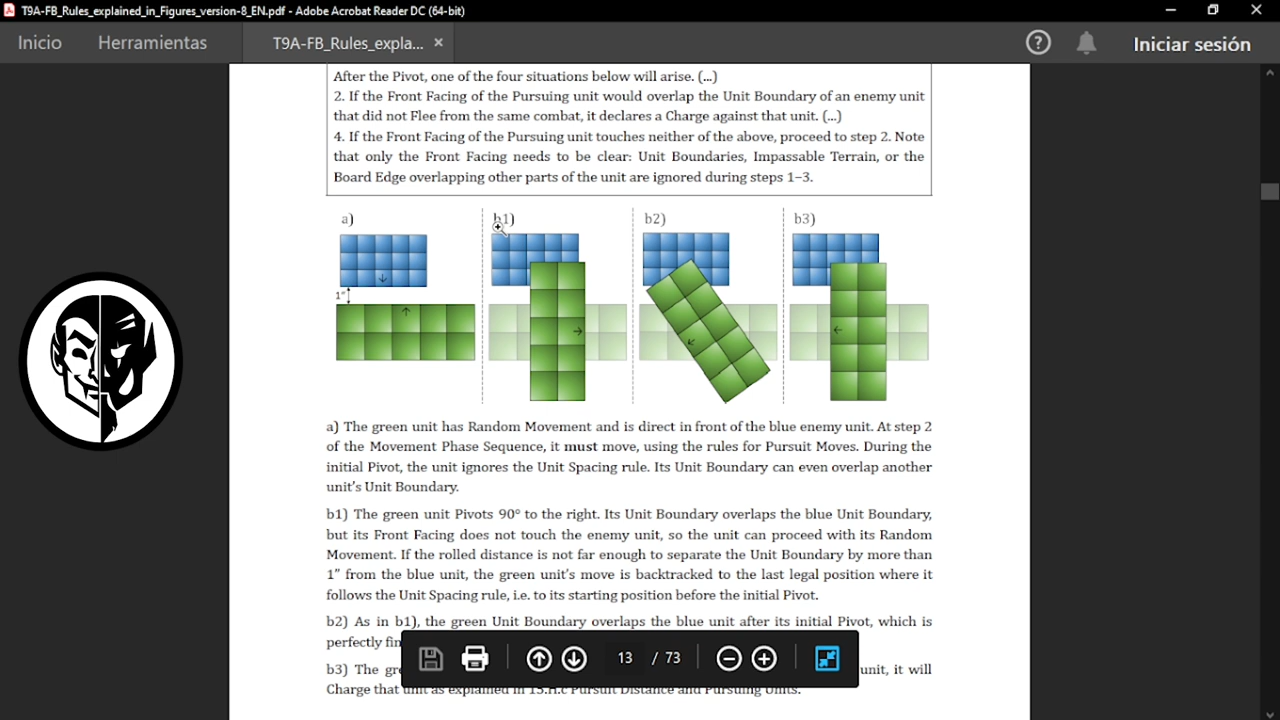 T9A-FB_Rules_explained_in_Figures_version-8_EN.pdf - Adobe Acrobat Reader DC (64-bit)
Inicio Herramientas T9A-FB_Rules_expla... × Iniciar sesión
After the Pivot, one of the four situations below will arise. (...)
2. If the Front Facing of the Pursuing unit would overlap the Unit Boundary of an enemy unit
that did not Flee from the same combat, it declares a Charge against that unit. (...)
4. If the Front Facing of the Pursuing unit touches neither of the above, proceed to step 2. Note
that only the Front Facing needs to be clear: Unit Boundaries, Impassable Terrain, or the
Board Edge overlapping other parts of the unit are ignored during steps 1–3.
a) b1) b2) b3)
1"
a) The green unit has Random Movement and is direct in front of the blue enemy unit. At step 2
of the Movement Phase Sequence, it must move, using the rules for Pursuit Moves. During the
initial Pivot, the unit ignores the Unit Spacing rule. Its Unit Boundary can even overlap another
unit's Unit Boundary.
b1) The green unit Pivots 90° to the right. Its Unit Boundary overlaps the blue Unit Boundary,
but its Front Facing does not touch the enemy unit, so the unit can proceed with its Random
Movement. If the rolled distance is not far enough to separate the Unit Boundary by more than
1” from the blue unit, the green unit's move is backtracked to the last legal position where it
follows the Unit Spacing rule, i.e. to its starting position before the initial Pivot.
b2) As in b1), the green Unit Boundary overlaps the blue unit after its initial Pivot, which is
perfectly
13 / 73
b3) The unit, it will
Charge that unit as explained in 15.H.c Pursuit Distance and Pursuing Units.